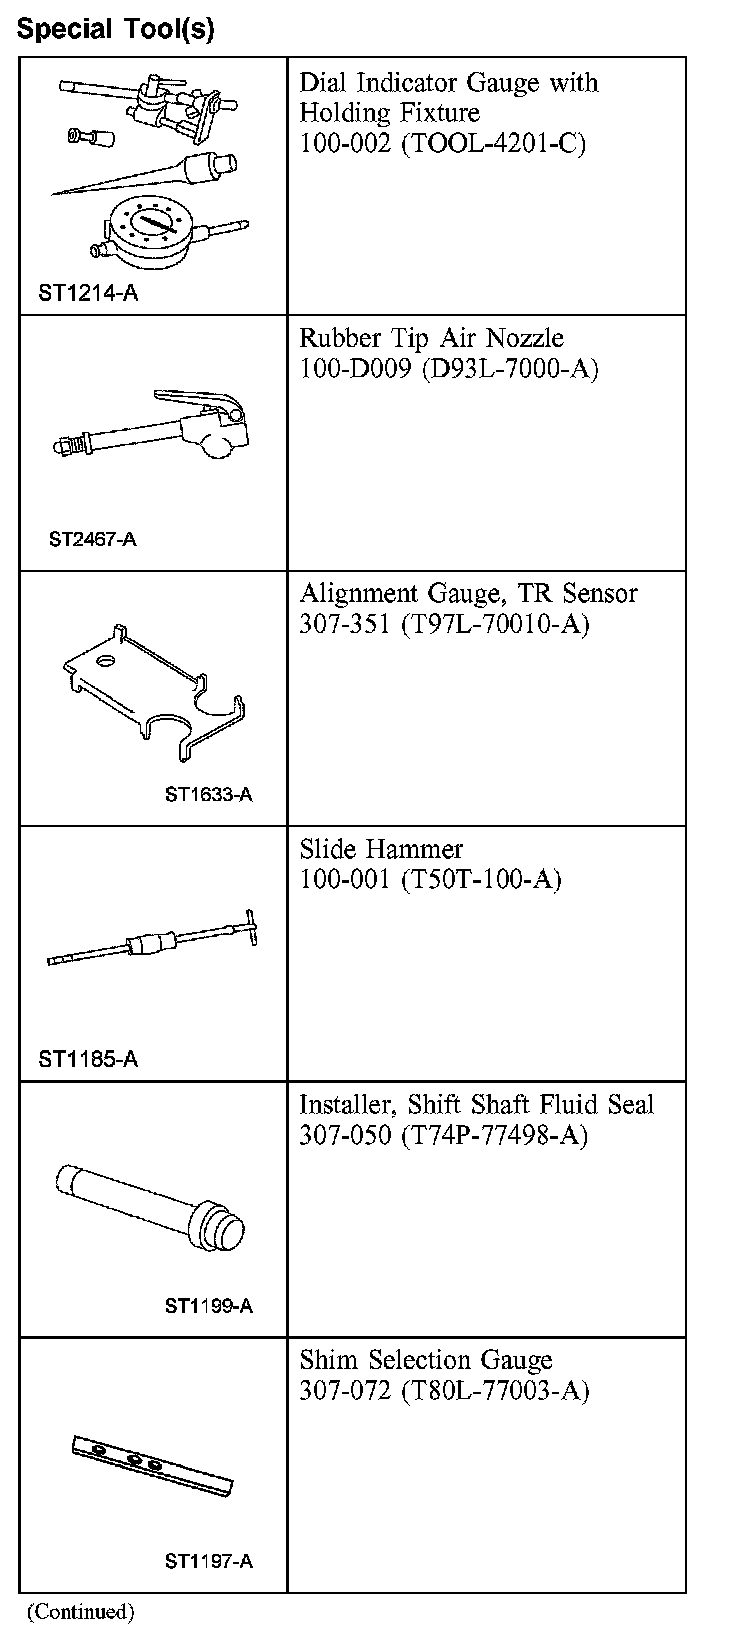 Special Tool(s)
Dial Indicator Gauge with
Holding Fixture
100-002 (TOOL-4201-C)
ST1214-A
Rubber Tip Air Nozzle
100-D009 (D93L-7000-A)
ST2467-A
Alignment Gauge, TR Sensor
307-351 (T97L-70010-A)
ST1633-A
Slide Hammer
100-001 (T50T-100-A)
ST1185-A
Installer, Shift Shaft Fluid Seal
307-050 (T74P-77498-A)
ST1199-A
Shim Selection Gauge
307-072 (T80L-77003-A)
ST1197-A
(Continued)